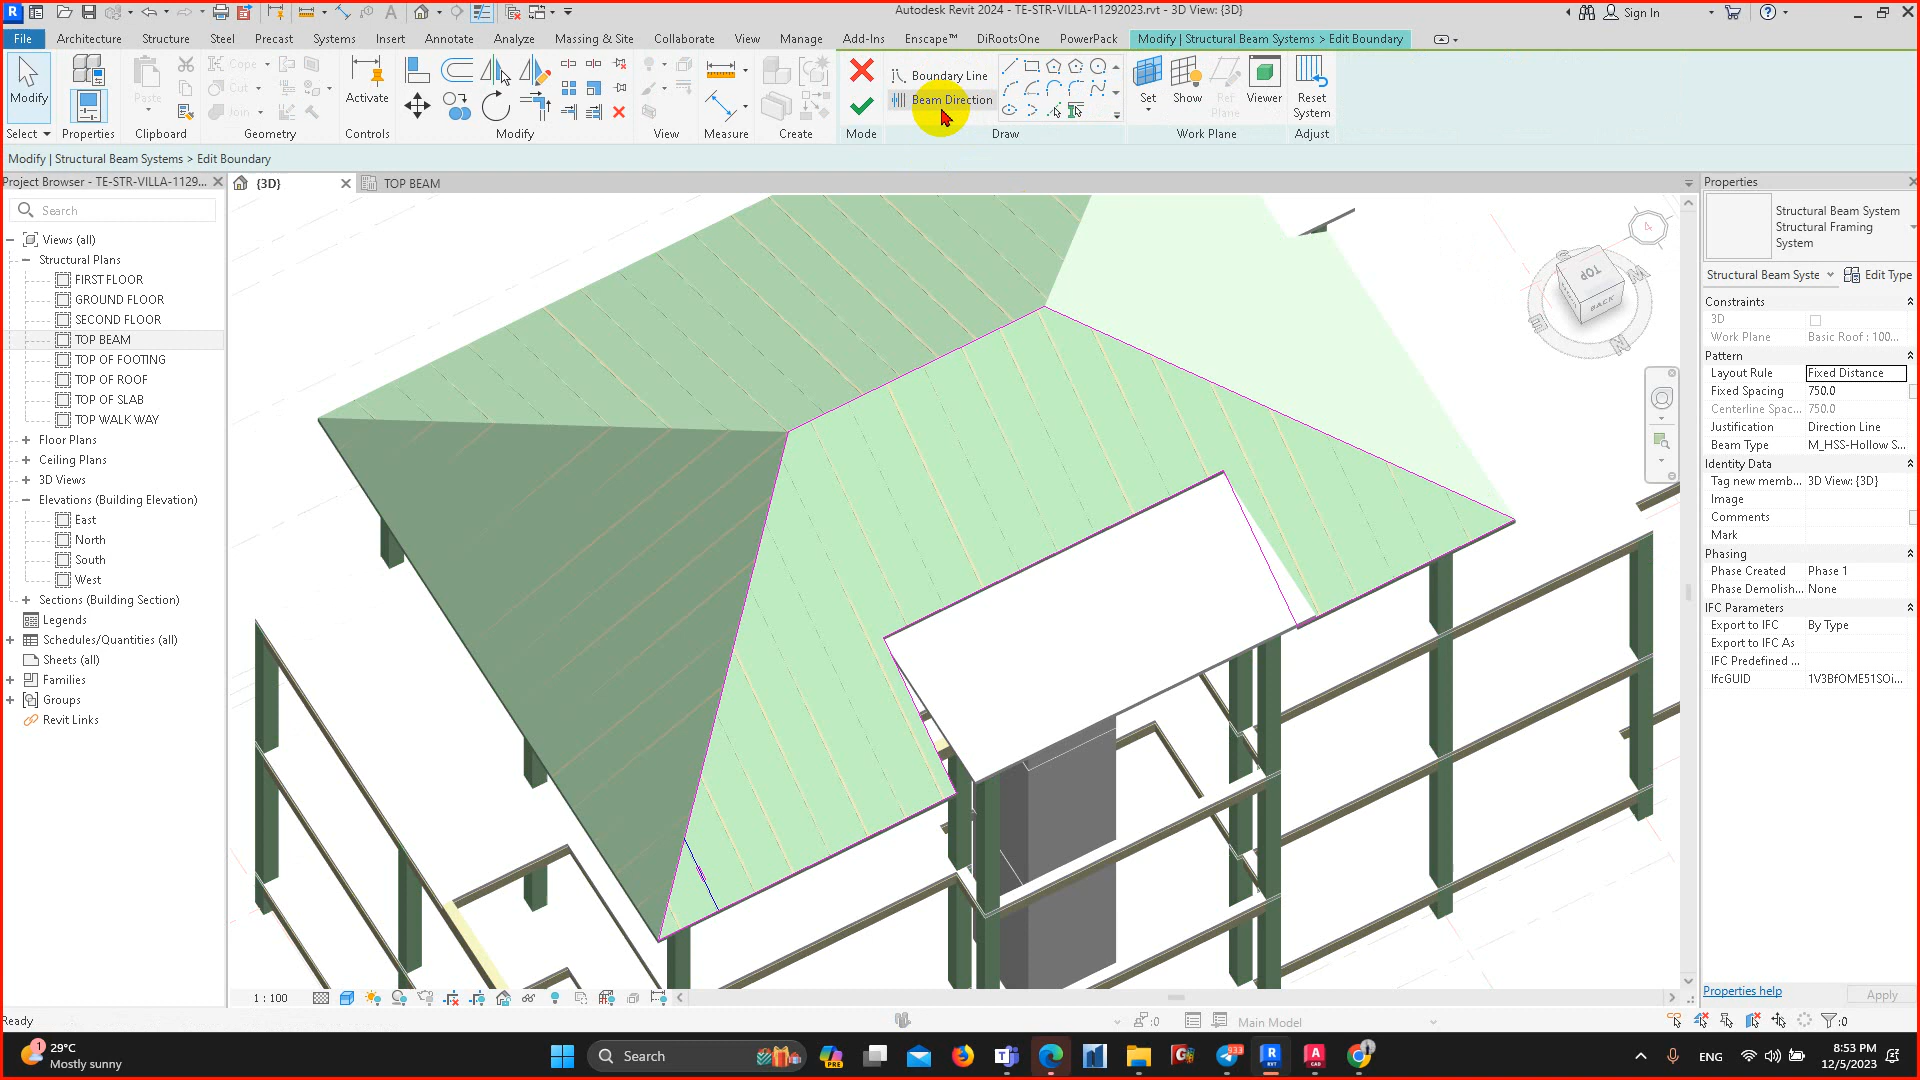 Autodesk Revit 2024 - TE-STR-VILLA-11292023.rvt - 3D View: {3D}
Sign In
File Architecture Structure Steel Precast Systems Insert Annotate Analyze Massing & Site Collaborate View Manage Add-Ins Enscape™ DiRootsOne PowerPack Modify | Structural Beam Systems > Edit Boundary
Modify
Paste
Cope
Cut
Join
Activate
Boundary Line
Beam Direction
Set
Show
Ref Plane
Viewer
Reset System
Select Properties Clipboard Geometry Controls Modify View Measure Create Mode Draw Work Plane Adjust
Modify | Structural Beam Systems > Edit Boundary
Project Browser - TE-STR-VILLA-1129...
{3D}
TOP BEAM
Search
Views (all)
Structural Plans
FIRST FLOOR
GROUND FLOOR
SECOND FLOOR
TOP BEAM
TOP OF FOOTING
TOP OF ROOF
TOP OF SLAB
TOP WALK WAY
Floor Plans
Ceiling Plans
3D Views
Elevations (Building Elevation)
East
North
South
West
Sections (Building Section)
Legends
Schedules/Quantities (all)
Sheets (all)
Families
Groups
Revit Links
TOP
BACK
S
W
E
N
Properties
Structural Beam System
Structural Framing
System
Structural Beam Syste
Edit Type
Constraints
3D
Work Plane Basic Roof : 100...
Pattern
Layout Rule Fixed Distance
Fixed Spacing 750.0
Centerline Spac... 750.0
Justification Direction Line
Beam Type M_HSS-Hollow S...
Identity Data
Tag new memb... 3D View: {3D}
Image
Comments
Mark
Phasing
Phase Created Phase 1
Phase Demolish... None
IFC Parameters
Export to IFC By Type
Export to IFC As
IFC Predefined ...
IfcGUID 1V3BfOME51SOi...
Properties help
Apply
1 : 100
Ready
:0
Main Model
:0
1
29°C
Mostly sunny
Search
ENG
8:53 PM
12/5/2023